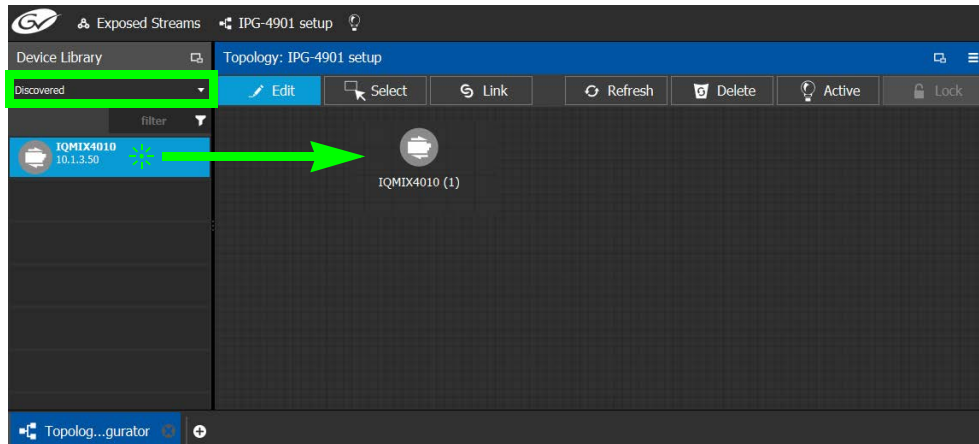 GV Exposed Streams IPG-4901 setup
Device Library
Topology: IPG-4901 setup
Discovered
Edit Select Link Refresh Delete Active Lock
filter
IQMIX4010
10.1.3.50
IQMIX4010 (1)
Topolog...gurator